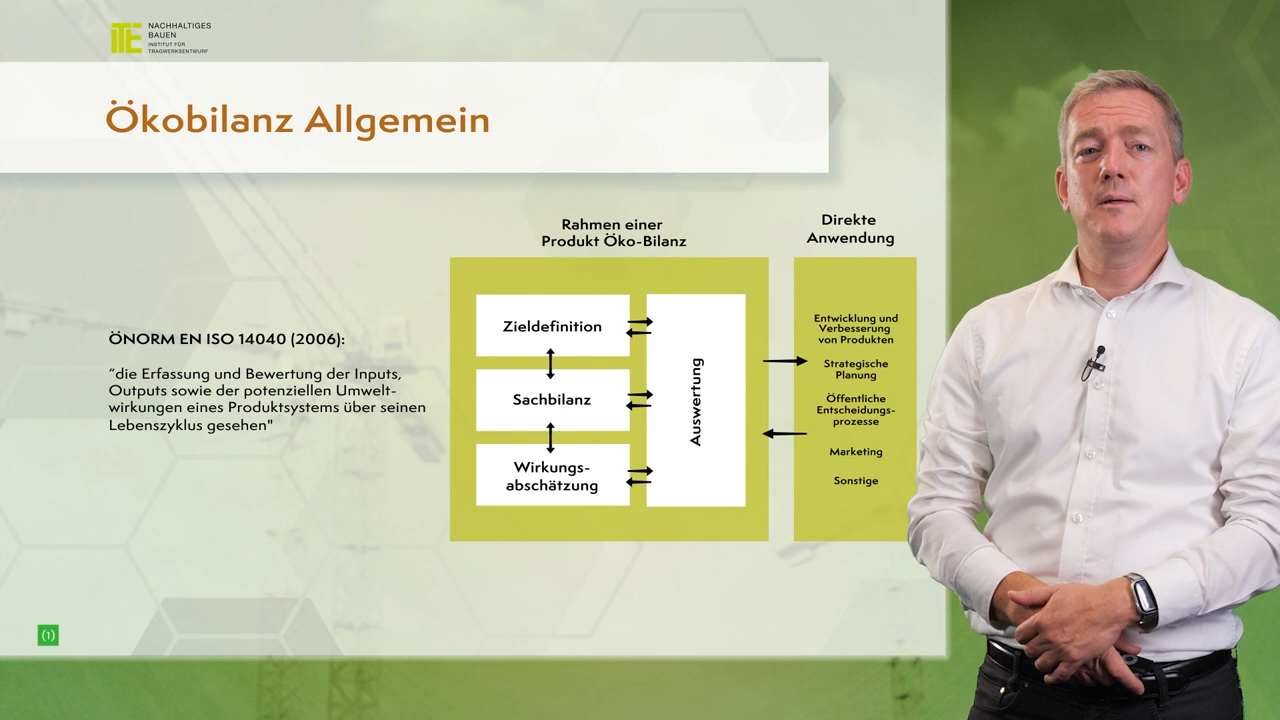 NACHHALTIGES
BAUEN
INSTITUT FÜR
TRAGWERKSENTWURF
Ökobilanz Allgemein
ÖNORM EN ISO 14040 (2006):
“die Erfassung und Bewertung der Inputs,
Outputs sowie der potenziellen Umwelt-
wirkungen eines Produktsystems über seinen
Lebenszyklus gesehen"
Rahmen einer
Produkt Öko-Bilanz
Zieldefinition
Sachbilanz
Wirkungs-
abschätzung
Auswertung
Direkte
Anwendung
Entwicklung und
Verbesserung
von Produkten
Strategische
Planung
Öffentliche
Entscheidungs-
prozesse
Marketing
Sonstige
(1)